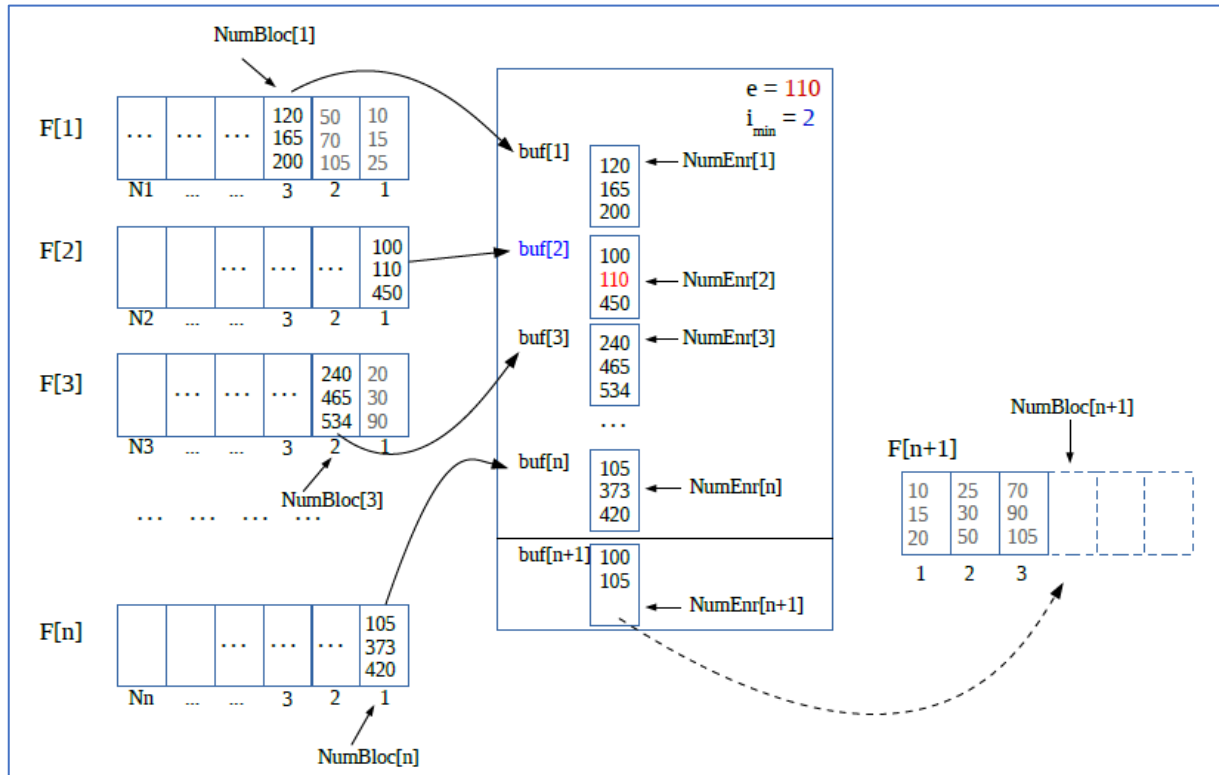 NumBloc[1]
F[1]
... ... ... 120 50 10
165 70 15
200 105 25
N1 ... ... 3 2 1
F[2]
... ... 100
110
450
N2 ... ... 3 2 1
F[3]
... ... ... 240 20
465 30
534 90
N3 ... ... 3 2 1
NumBloc[3]
... ... ... ...
F[n]
... ... ... 105
373
420
Nn ... ... 3 2 1
NumBloc[n]
e = 110
i_min = 2
buf[1]
120
165
200
NumEnr[1]
buf[2]
100
110
450
NumEnr[2]
buf[3]
240
465
534
NumEnr[3]
...
buf[n]
105
373
420
NumEnr[n]
buf[n+1]
100
105
NumEnr[n+1]
NumBloc[n+1]
F[n+1]
10 25 70
15 30 90
20 50 105
1 2 3